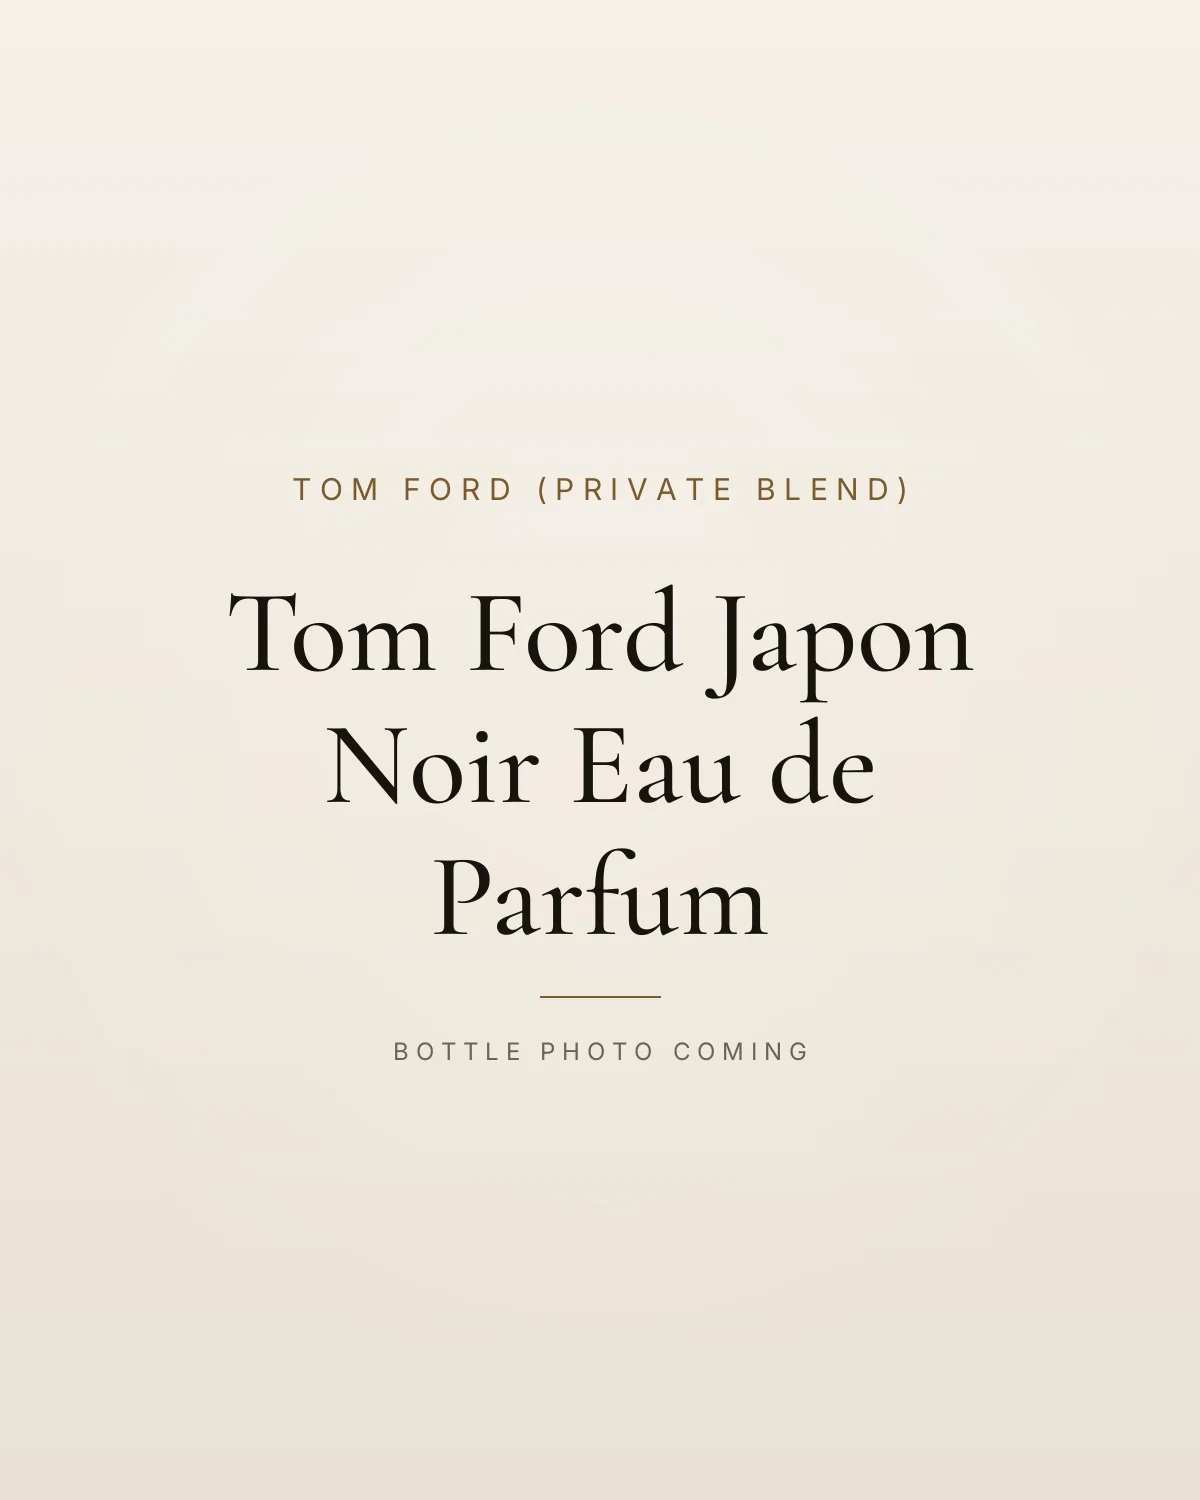 TOM FORD (PRIVATE BLEND)
Tom Ford Japon
Noir Eau de
Parfum
BOTTLE PHOTO COMING